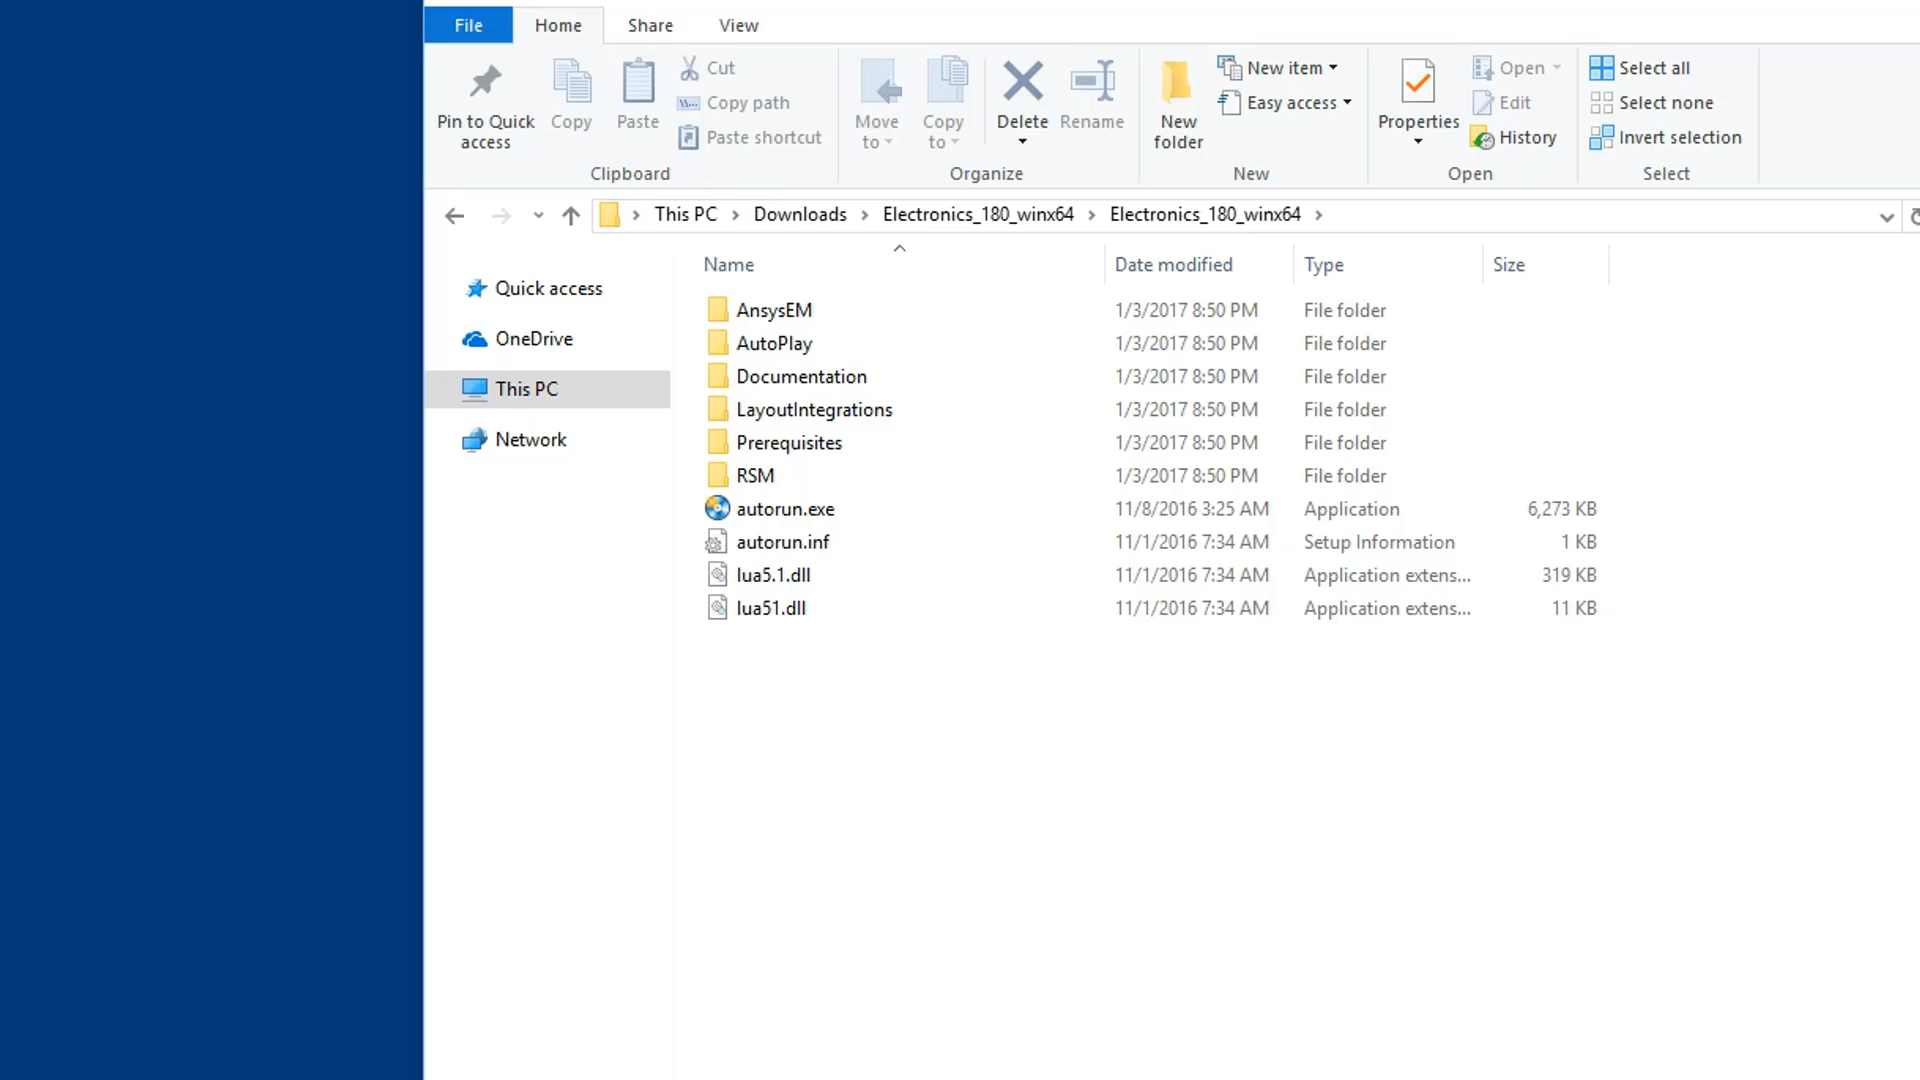 File Home Share View
Pin to Quick access
Copy
Paste
Cut
Copy path
Paste shortcut
Clipboard
Move to
Copy to
Delete
Rename
Organize
New folder
New item
Easy access
New
Properties
Open
Edit
History
Open
Select all
Select none
Invert selection
Select
This PC Downloads Electronics_180_winx64 Electronics_180_winx64
Quick access
OneDrive
This PC
Network
Name Date modified Type Size
AnsysEM 1/3/2017 8:50 PM File folder
AutoPlay 1/3/2017 8:50 PM File folder
Documentation 1/3/2017 8:50 PM File folder
LayoutIntegrations 1/3/2017 8:50 PM File folder
Prerequisites 1/3/2017 8:50 PM File folder
RSM 1/3/2017 8:50 PM File folder
autorun.exe 11/8/2016 3:25 AM Application 6,273 KB
autorun.inf 11/1/2016 7:34 AM Setup Information 1 KB
lua5.1.dll 11/1/2016 7:34 AM Application extens... 319 KB
lua51.dll 11/1/2016 7:34 AM Application extens... 11 KB